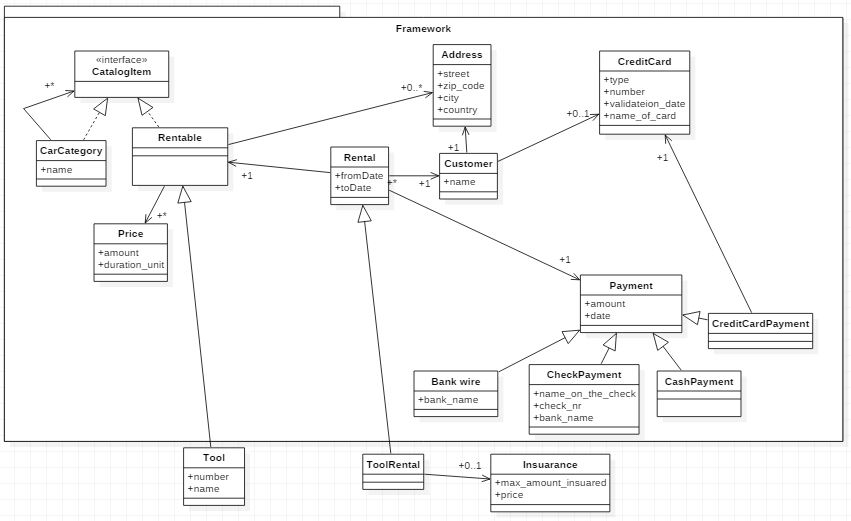 Framework
«interface»
CatalogItem
+*
CarCategory
+name
Rentable
+1
+*
Price
+amount
+duration_unit
+0..*
Address
+street
+zip_code
+city
+country
+1
Rental
+fromDate
+toDate
+*
+1
Customer
+name
+0..1
CreditCard
+type
+number
+validateion_date
+name_of_card
+1
+1
Payment
+amount
+date
CreditCardPayment
Bank wire
+bank_name
CheckPayment
+name_on_the_check
+check_nr
+bank_name
CashPayment
Tool
+number
+name
ToolRental
+0..1
Insuarance
+max_amount_insuared
+price